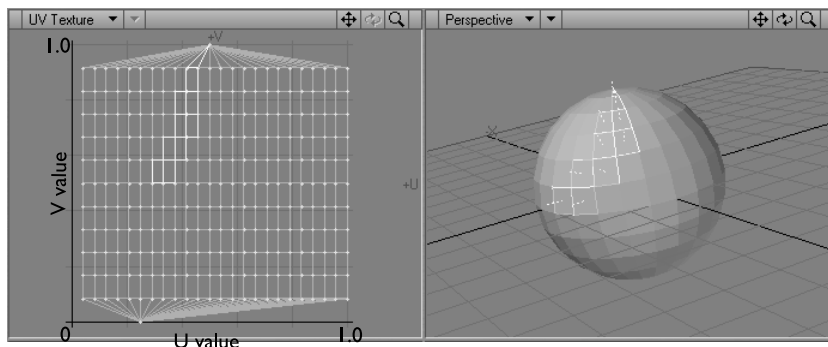 UV Texture
Perspective
1.0
+V
V value
+U
X
0
U value
1.0